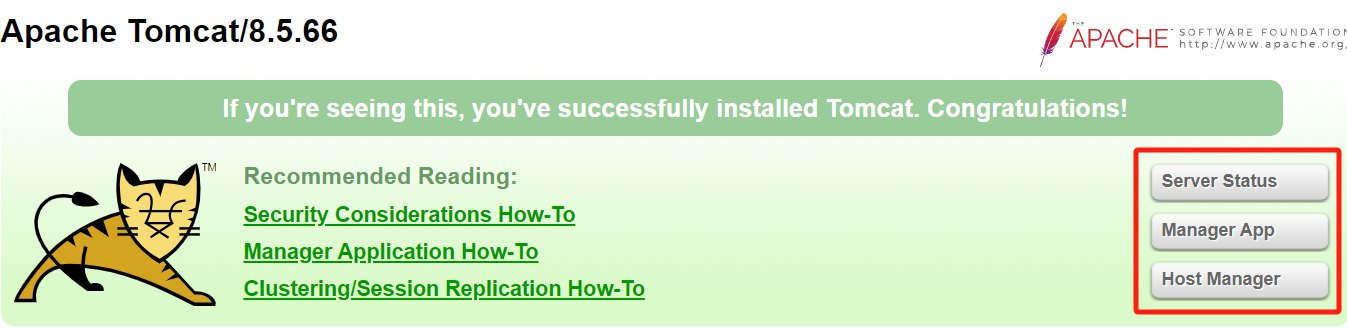 Apache Tomcat/8.5.66
THE
APACHE
SOFTWARE FOUNDATION
http://www.apache.org/
If you're seeing this, you've successfully installed Tomcat. Congratulations!
TM
Recommended Reading:
Security Considerations How-To
Manager Application How-To
Clustering/Session Replication How-To
Server Status
Manager App
Host Manager